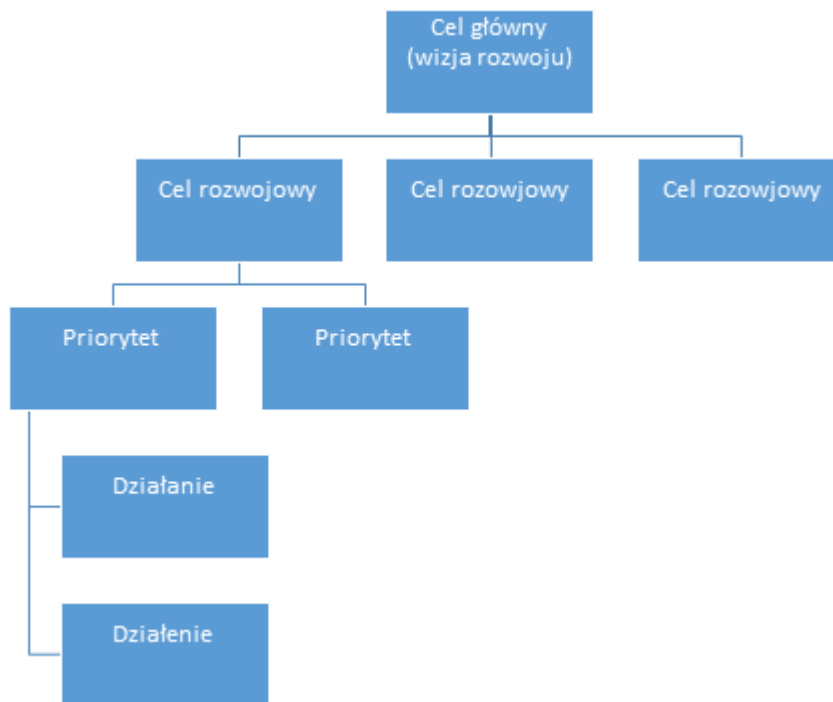 Cel główny
(wizja rozwoju)
Cel rozwojowy
Cel rozowjowy
Cel rozowjowy
Priorytet
Priorytet
Działanie
Działenie